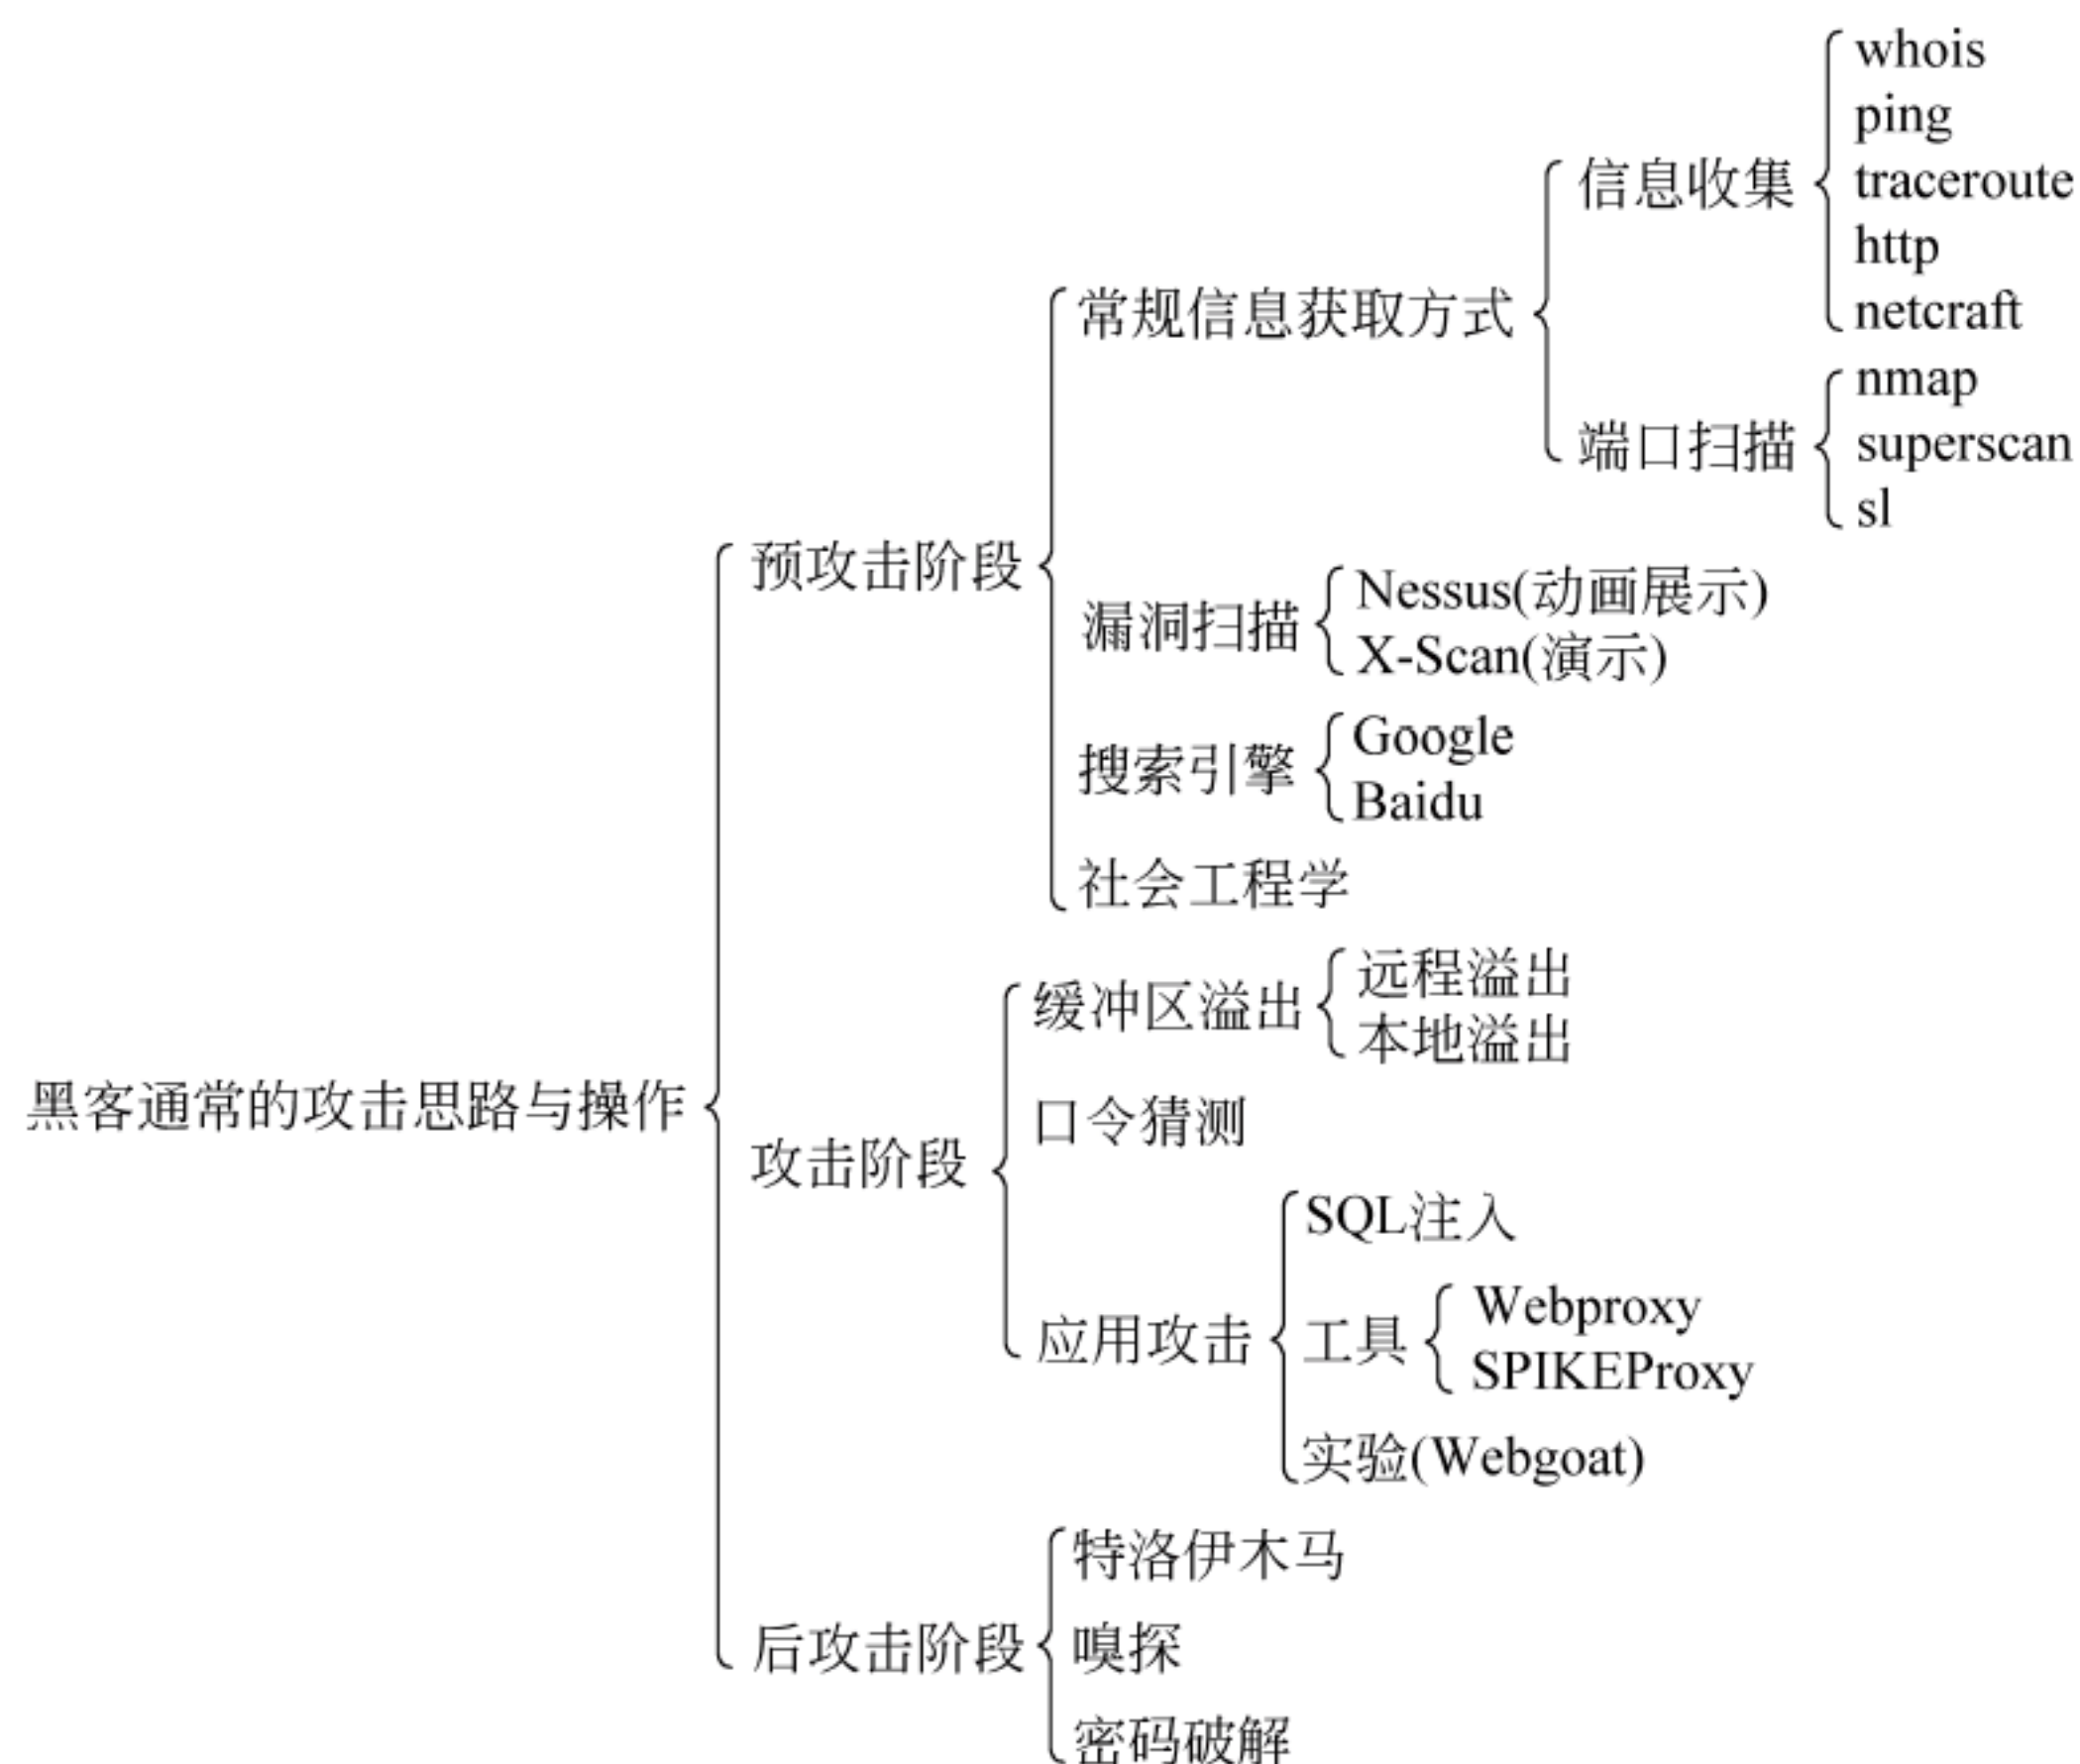 黑客通常的攻击思路与操作
预攻击阶段
常规信息获取方式
信息收集
whois
ping
traceroute
http
netcraft
端口扫描
nmap
superscan
sl
漏洞扫描
Nessus(动画展示)
X-Scan(演示)
搜索引擎
Google
Baidu
社会工程学
攻击阶段
缓冲区溢出
远程溢出
本地溢出
口令猜测
应用攻击
SQL注入
工具
Webproxy
SPIKEProxy
实验(Webgoat)
后攻击阶段
特洛伊木马
嗅探
密码破解